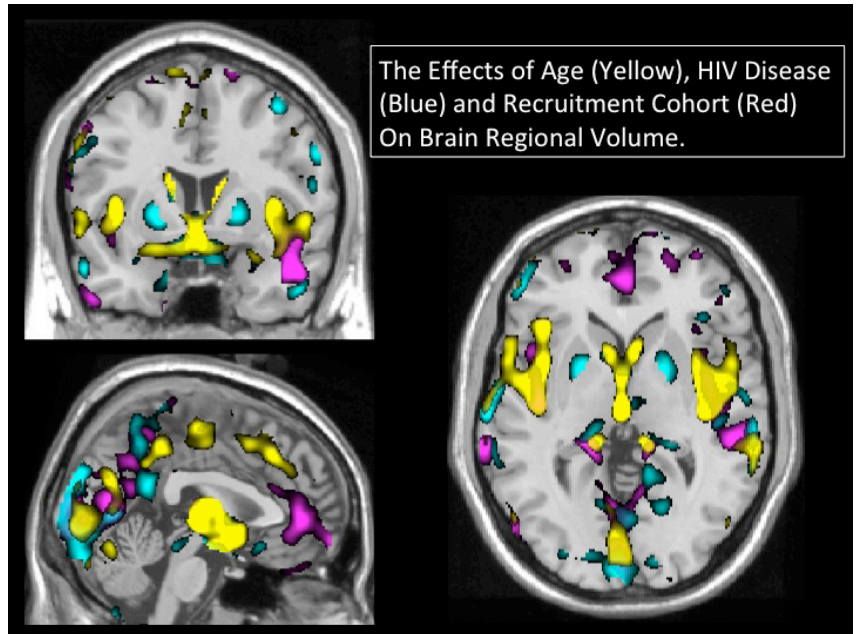 The Effects of Age (Yellow), HIV Disease
(Blue) and Recruitment Cohort (Red)
On Brain Regional Volume.